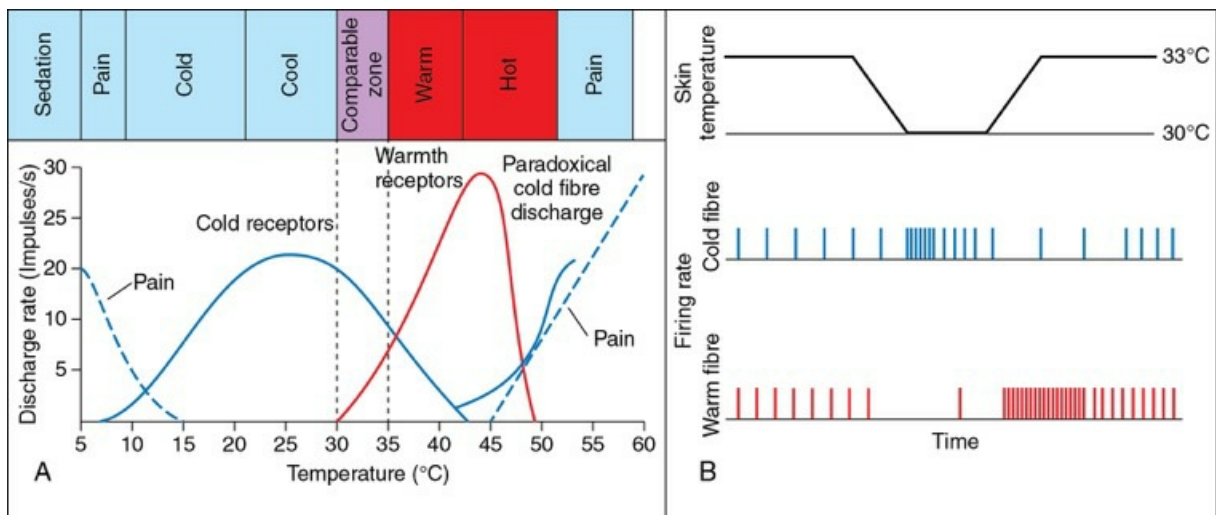 Sedation
Pain
Cold
Cool
Comparable
zone
Warm
Hot
Pain
Discharge rate (Impulses/s)
30
25
20
10
5
Pain
Cold receptors
Warmth
receptors
Paradoxical
cold fibre
discharge
Pain
5 10 15 20 25 30 35 40 45 50 55 60
Temperature (°C)
A
Skin
temperature
33°C
30°C
Firing rate
Cold fibre
Warm fibre
Time
B